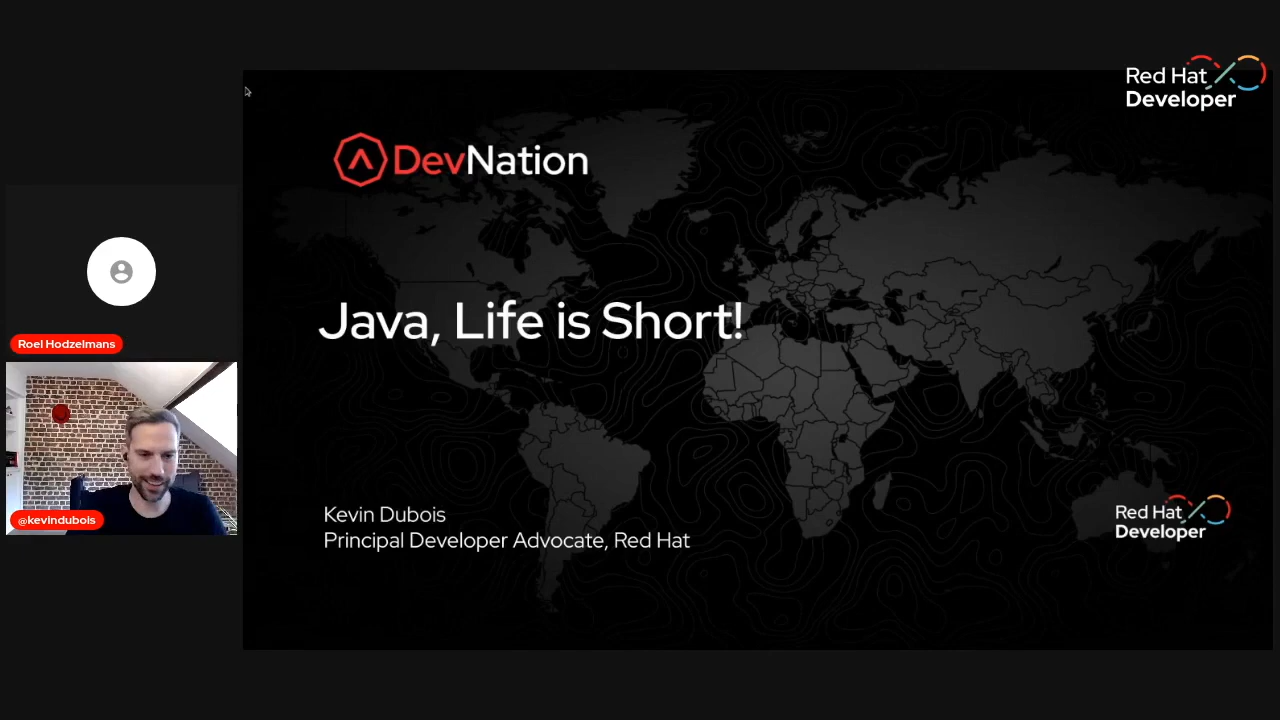 Red Hat
Developer
DevNation
Java, Life is Short!
Roel Hodzelmans
@kevindubois
Kevin Dubois
Principal Developer Advocate, Red Hat
Red Hat
Developer